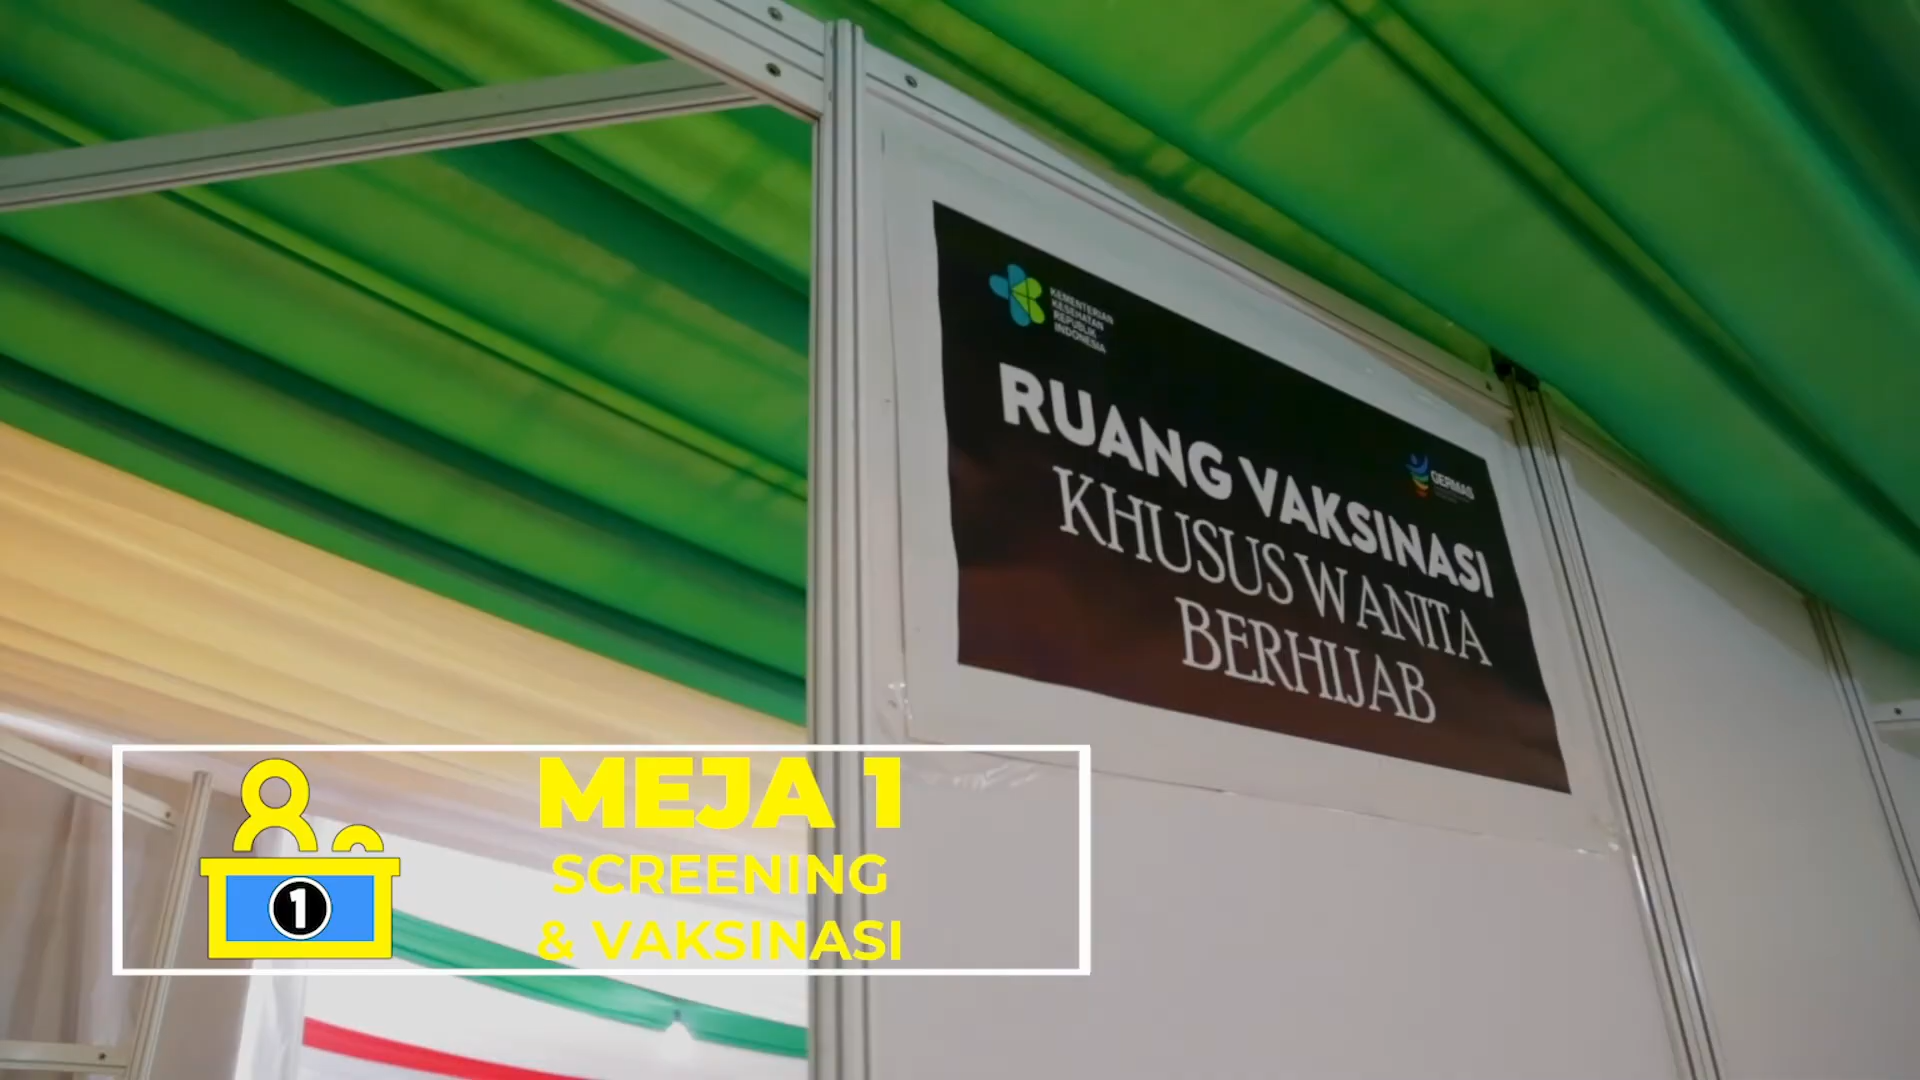 KEMENTERIAN
KESEHATAN
REPUBLIK
INDONESIA
RUANG VAKSINASI
GERMAS
KHUSUS WANITA
BERHIJAB
MEJA 1
SCREENING
& VAKSINASI
1